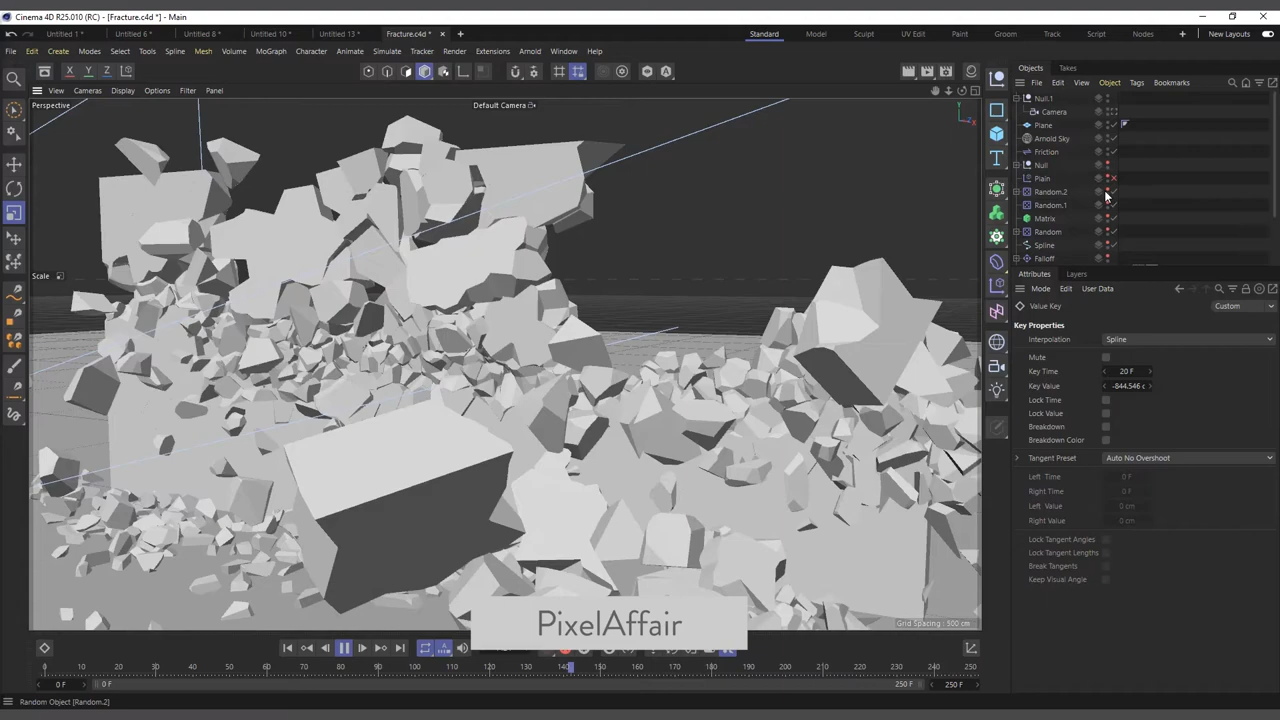 Cinema 4D R25.010 (RC) - [Fracture.c4d *] - Main
Untitled 1 *
Untitled 6 *
Untitled 8 *
Untitled 10 *
Untitled 13 *
Fracture.c4d *
Standard
Model
Sculpt
UV Edit
Paint
Groom
Track
Script
Nodes
New Layouts
File Edit Create Modes Select Tools Spline Mesh Volume MoGraph Character Animate Simulate Tracker Render Extensions Arnold Window Help
X Y Z
View Cameras Display Options Filter Panel
Perspective
Default Camera
Y
X
Scale
Grid Spacing : 500 cm
PixelAffair
Objects Takes
File Edit View Object Tags Bookmarks
Null.1
Camera
Plane
Arnold Sky
Friction
Null
Plain
Random.2
Random.1
Matrix
Random
Spline
Falloff
Attributes Layers
Mode Edit User Data
Value Key
Custom
Key Properties
Interpolation Spline
Mute
Key Time 20 F
Key Value -844.546 c
Lock Time
Lock Value
Breakdown
Breakdown Color
Tangent Preset Auto No Overshoot
Left Time 0 F
Right Time 0 F
Left Value 0 cm
Right Value 0 cm
Lock Tangent Angles
Lock Tangent Lengths
Break Tangents
Keep Visual Angle
0 10 20 30 40 50 60 70 80 90 100 110 120 130 140 150 160 170 180 190 200 210 220 230 240 250
0 F
0 F
250 F
250 F
Random Object [Random.2]